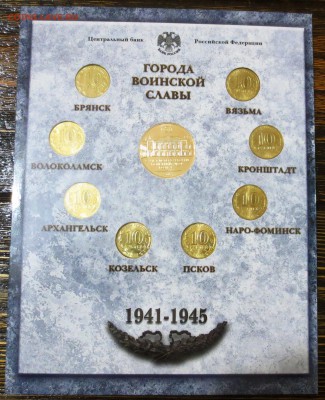 Центральный банк Российской Федерации
ГОРОДА
ВОИНСКОЙ
СЛАВЫ
БРЯНСК
ВЯЗЬМА
ВОЛОКОЛАМСК
КРОНШТАДТ
АРХАНГЕЛЬСК
НАРО-ФОМИНСК
КОЗЕЛЬСК
ПСКОВ
1941-1945